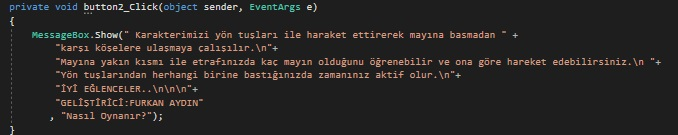 private void button2_Click(object sender, EventArgs e)
{
MessageBox.Show(" Karakterimizi yön tuşları ile haraket ettirerek mayına basmadan " +
"karşı köşelere ulaşmaya çalışılır.\n"+
"Mayına yakın kısmı ile etrafınızda kaç mayın olduğunu öğrenebilir ve ona göre hareket edebilirsiniz.\n "+
"Yön tuşlarından herhangi birine bastığınızda zamanınız aktif olur.\n"+
"İYİ EĞLENCELER..\n\n\n"+
"GELİŞTİRİCİ:FURKAN AYDIN"
, "Nasıl Oynanır?");
}